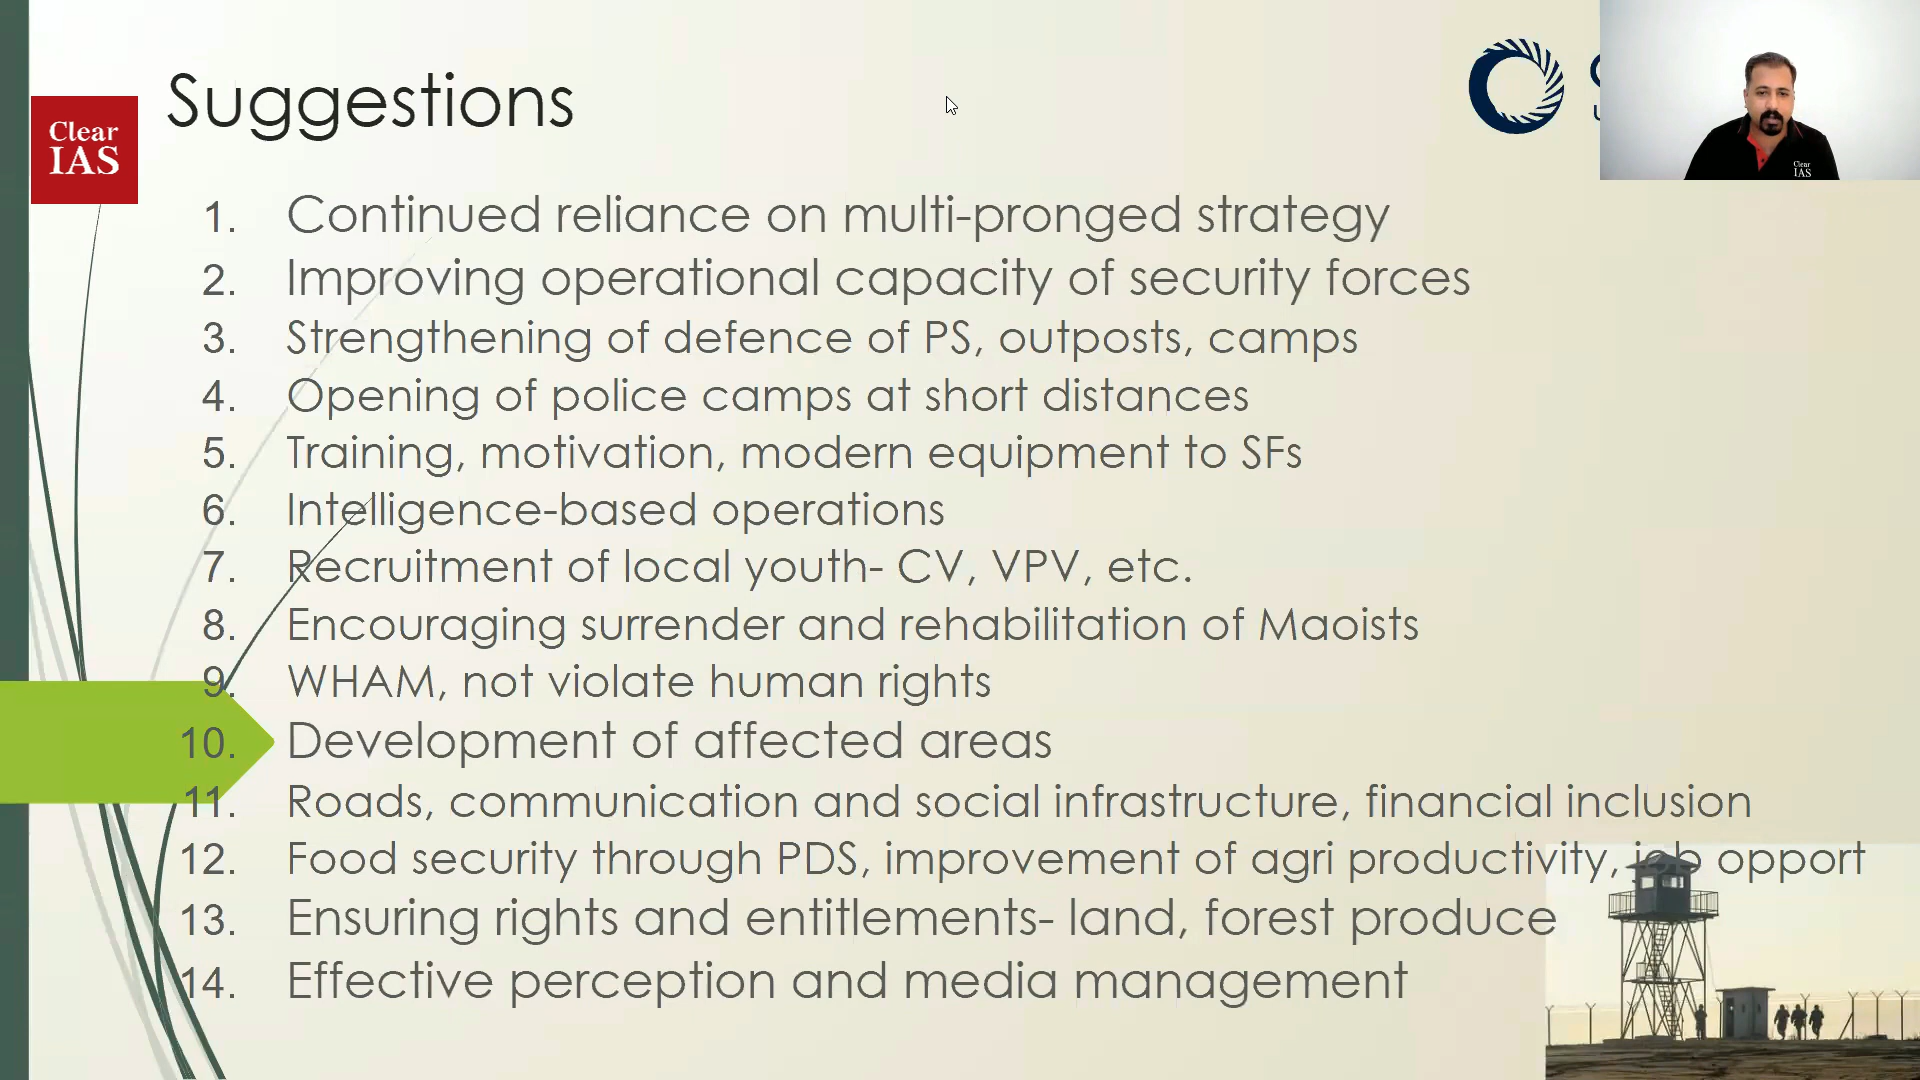 Suggestions
Clear
IAS
1. Continued reliance on multi-pronged strategy
2. Improving operational capacity of security forces
3. Strengthening of defence of PS, outposts, camps
4. Opening of police camps at short distances
5. Training, motivation, modern equipment to SFs
6. Intelligence-based operations
7. Recruitment of local youth- CV, VPV, etc.
8. Encouraging surrender and rehabilitation of Maoists
9. WHAM, not violate human rights
10. Development of affected areas
11. Roads, communication and social infrastructure, financial inclusion
12. Food security through PDS, improvement of agri productivity, job opport
13. Ensuring rights and entitlements- land, forest produce
14. Effective perception and media management
Clear
IAS